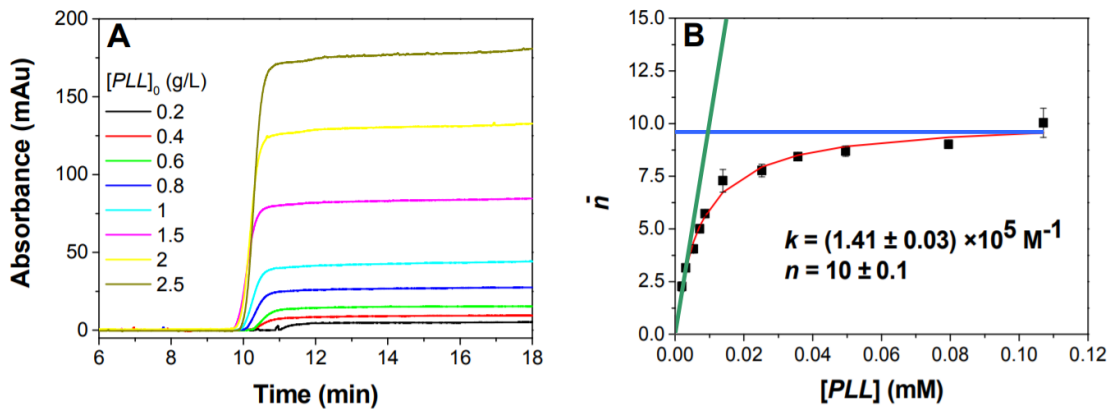 A
Absorbance (mAu)
200
150
100
50
0
[PLL]₀ (g/L)
0.2
0.4
0.6
0.8
1
1.5
2
2.5
6 8 10 12 14 16 18
Time (min)
B
n̄
15.0
12.5
10.0
7.5
5.0
2.5
0.0
k = (1.41 ± 0.03) ×10⁵ M⁻¹
n = 10 ± 0.1
0.00 0.02 0.04 0.06 0.08 0.10 0.12
[PLL] (mM)